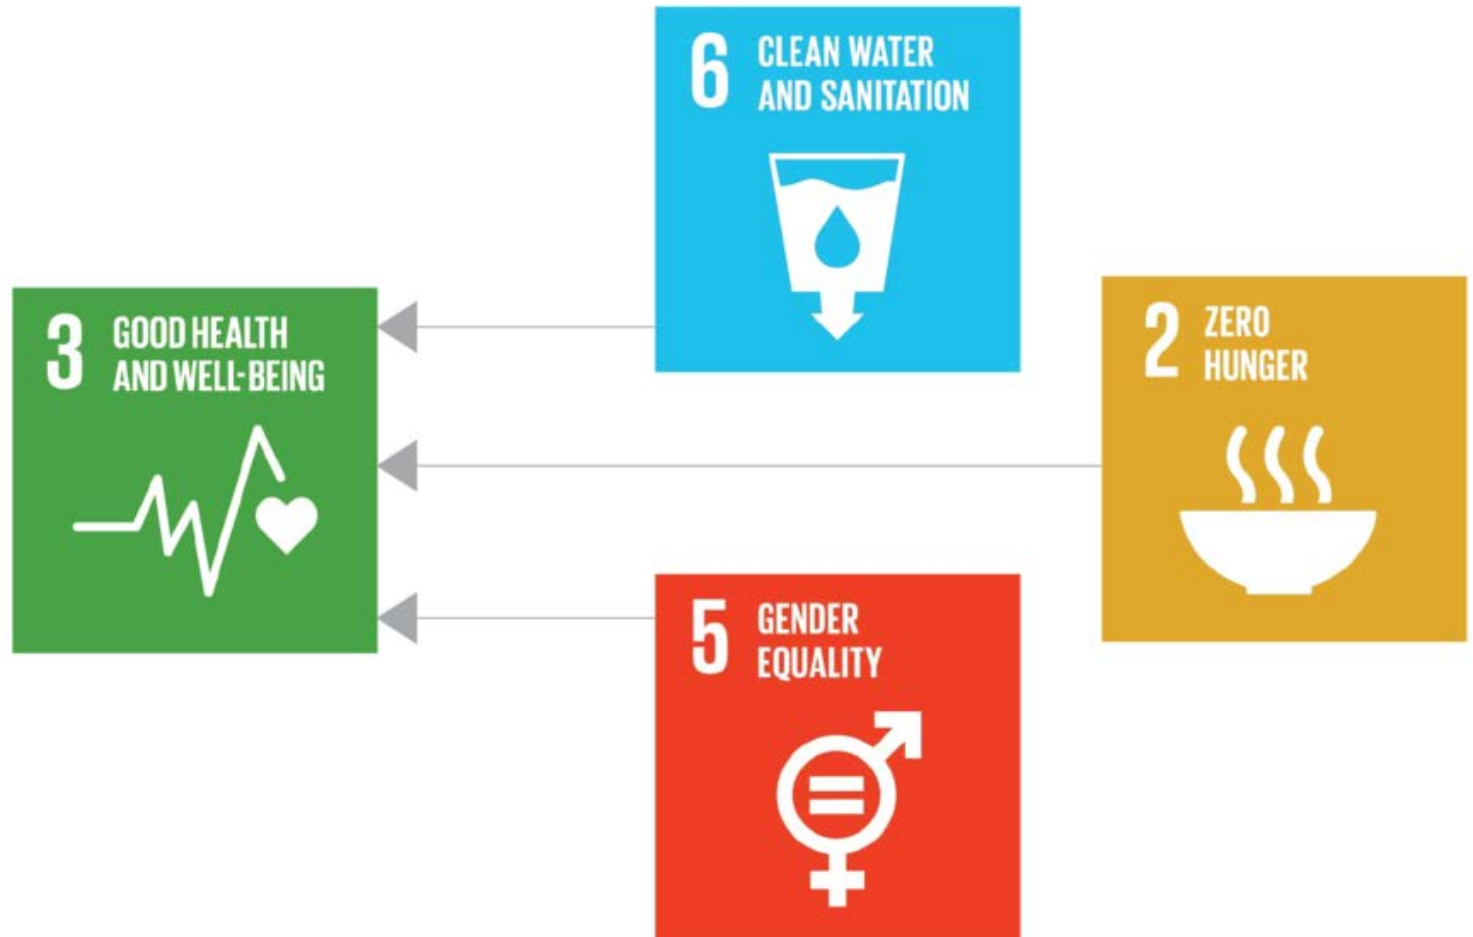 6 CLEAN WATER
AND SANITATION
3 GOOD HEALTH
AND WELL-BEING
2 ZERO
HUNGER
5 GENDER
EQUALITY